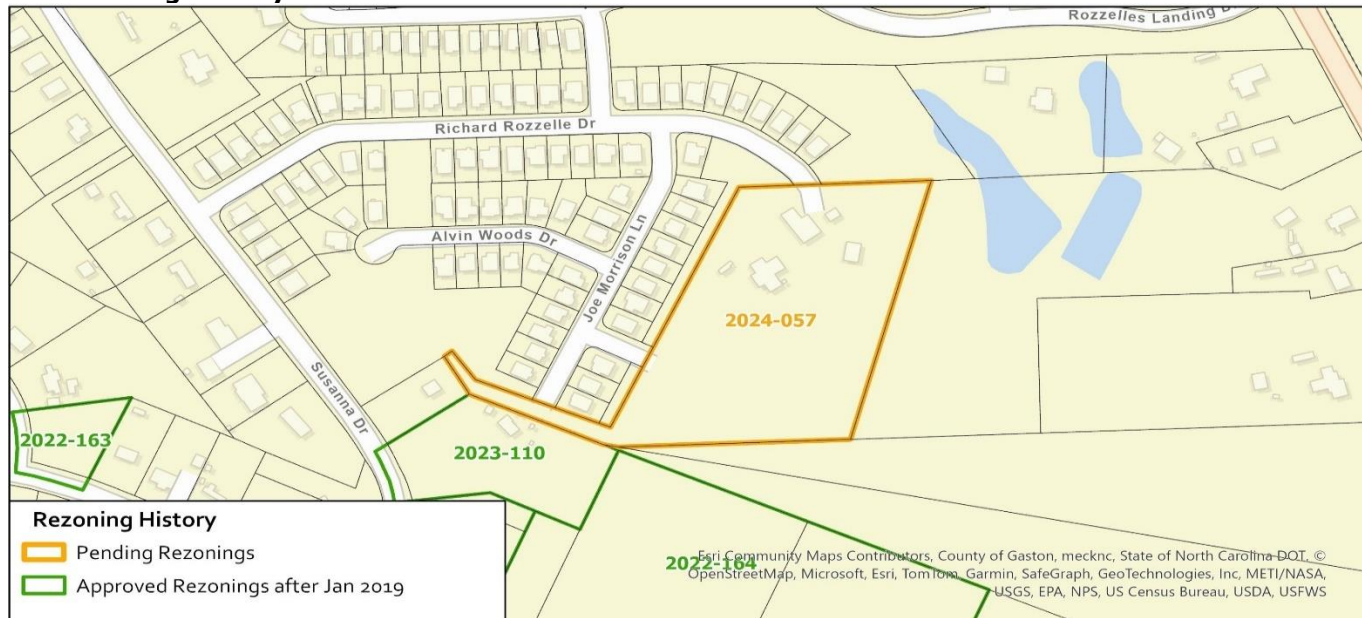 Rozzelles Landing D
Richard Rozzelle Dr
Alvin Woods Dr
Joe Morrison Ln
2024-057
Susanna Dr
2022-163
2023-110
2022-164
Rezoning History
Pending Rezonings
Approved Rezonings after Jan 2019
Esri Community Maps Contributors, County of Gaston, mecknc, State of North Carolina DOT, ©
OpenStreetMap, Microsoft, Esri, TomTom, Garmin, SafeGraph, GeoTechnologies, Inc, METI/NASA,
USGS, EPA, NPS, US Census Bureau, USDA, USFWS